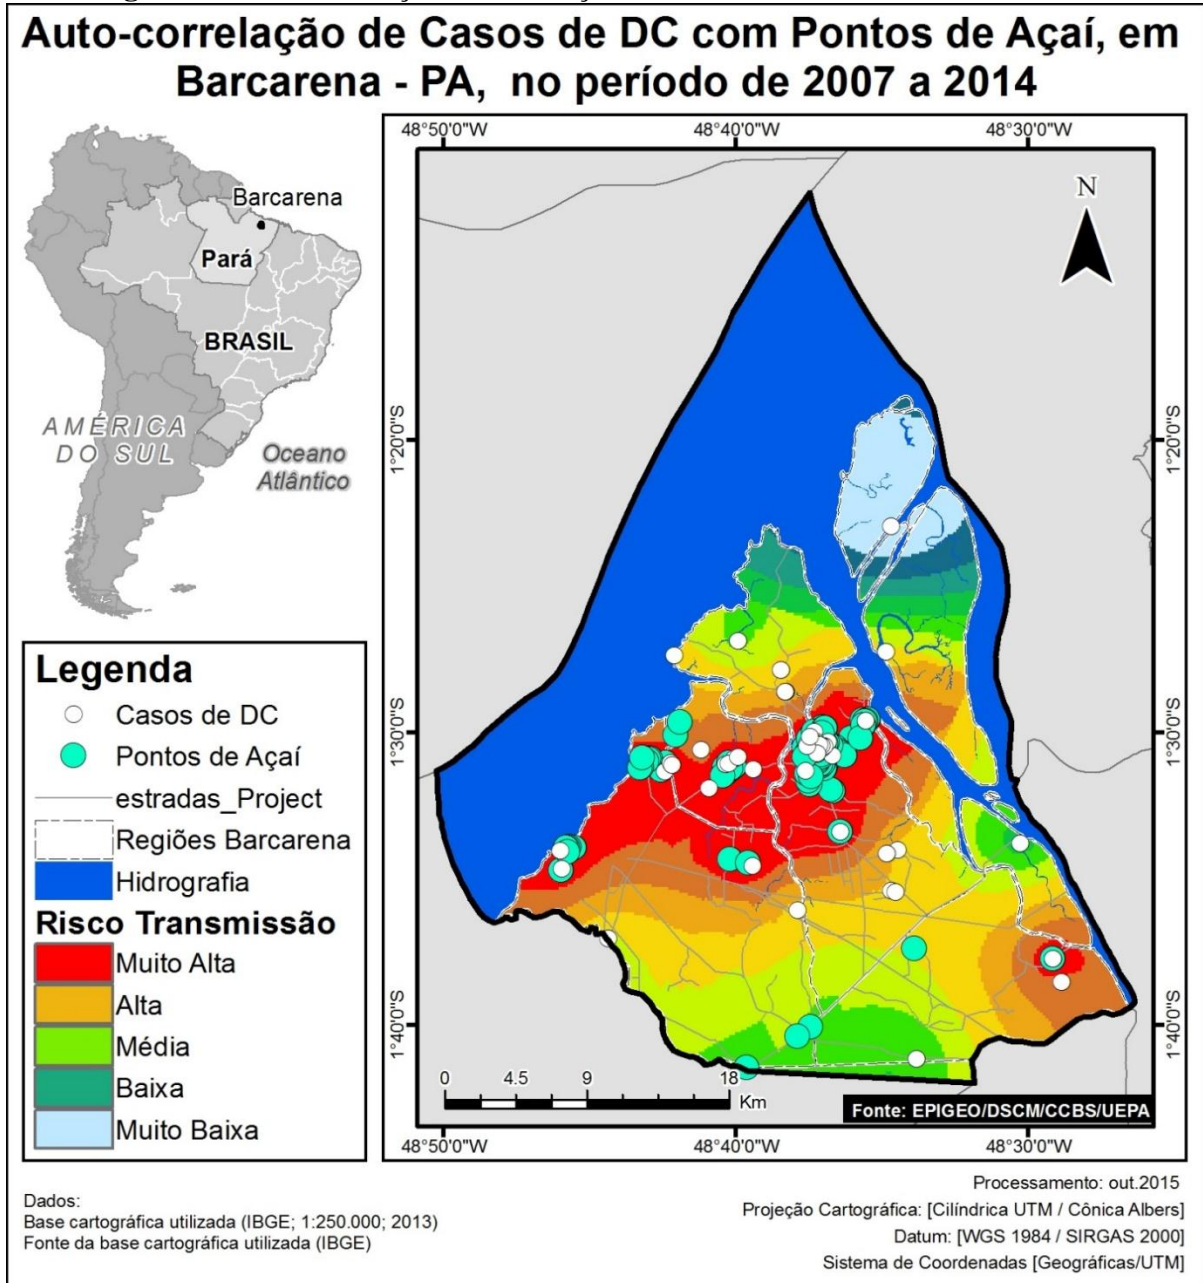 Auto-correlação de Casos de DC com Pontos de Açaí, em
Barcarena - PA, no período de 2007 a 2014
Barcarena
Pará
BRASIL
AMÉRICA
DO SUL
Oceano
Atlântico
48°50'0"W
48°40'0"W
48°30'0"W
N
1°20'0"S
1°20'0"S
1°30'0"S
1°30'0"S
1°40'0"S
1°40'0"S
0 4.5 9 18
Km
Fonte: EPIGEO/DSCM/CCBS/UEPA
48°50'0"W
48°40'0"W
48°30'0"W
Legenda
Casos de DC
Pontos de Açaí
estradas_Project
Regiões Barcarena
Hidrografia
Risco Transmissão
Muito Alta
Alta
Média
Baixa
Muito Baixa
Dados:
Base cartográfica utilizada (IBGE; 1:250.000; 2013)
Fonte da base cartográfica utilizada (IBGE)
Processamento: out.2015
Projeção Cartográfica: [Cilíndrica UTM / Cônica Albers]
Datum: [WGS 1984 / SIRGAS 2000]
Sistema de Coordenadas [Geográficas/UTM]